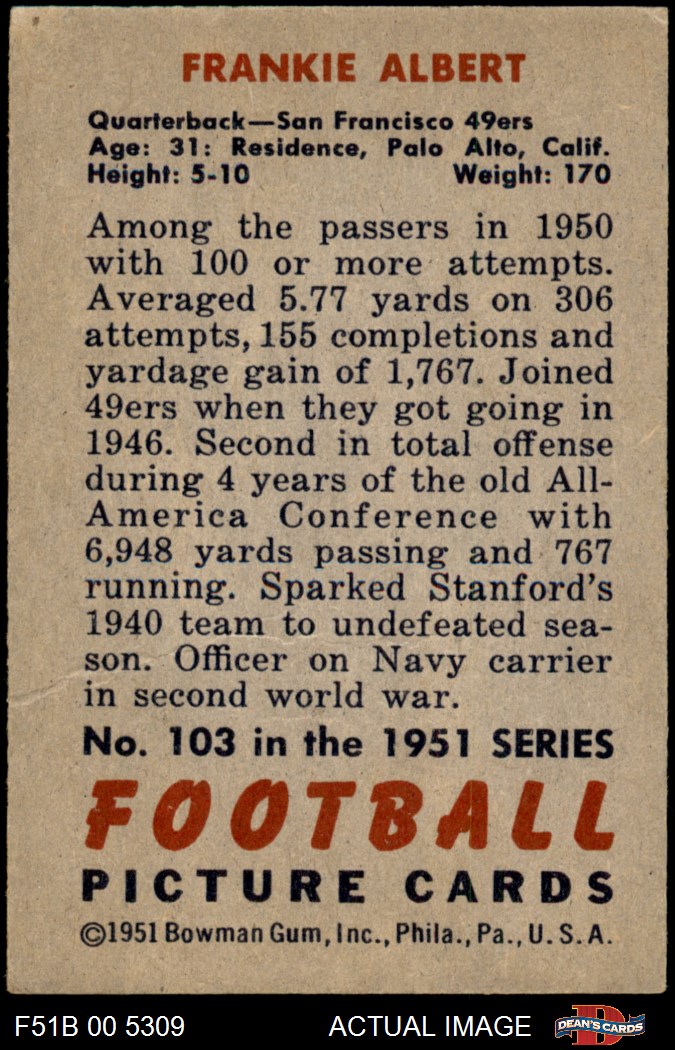 FRANKIE ALBERT
Quarterback—San Francisco 49ers
Age: 31: Residence, Palo Alto, Calif.
Height: 5-10 Weight: 170
Among the passers in 1950
with 100 or more attempts.
Averaged 5.77 yards on 306
attempts, 155 completions and
yardage gain of 1,767. Joined
49ers when they got going in
1946. Second in total offense
during 4 years of the old All-
America Conference with
6,948 yards passing and 767
running. Sparked Stanford's
1940 team to undefeated sea-
son. Officer on Navy carrier
in second world war.
No. 103 in the 1951 SERIES
FOOTBALL
PICTURE CARDS
©1951 Bowman Gum, Inc., Phila., Pa., U. S. A.
F51B 00 5309 ACTUAL IMAGE DEAN'S CARDS